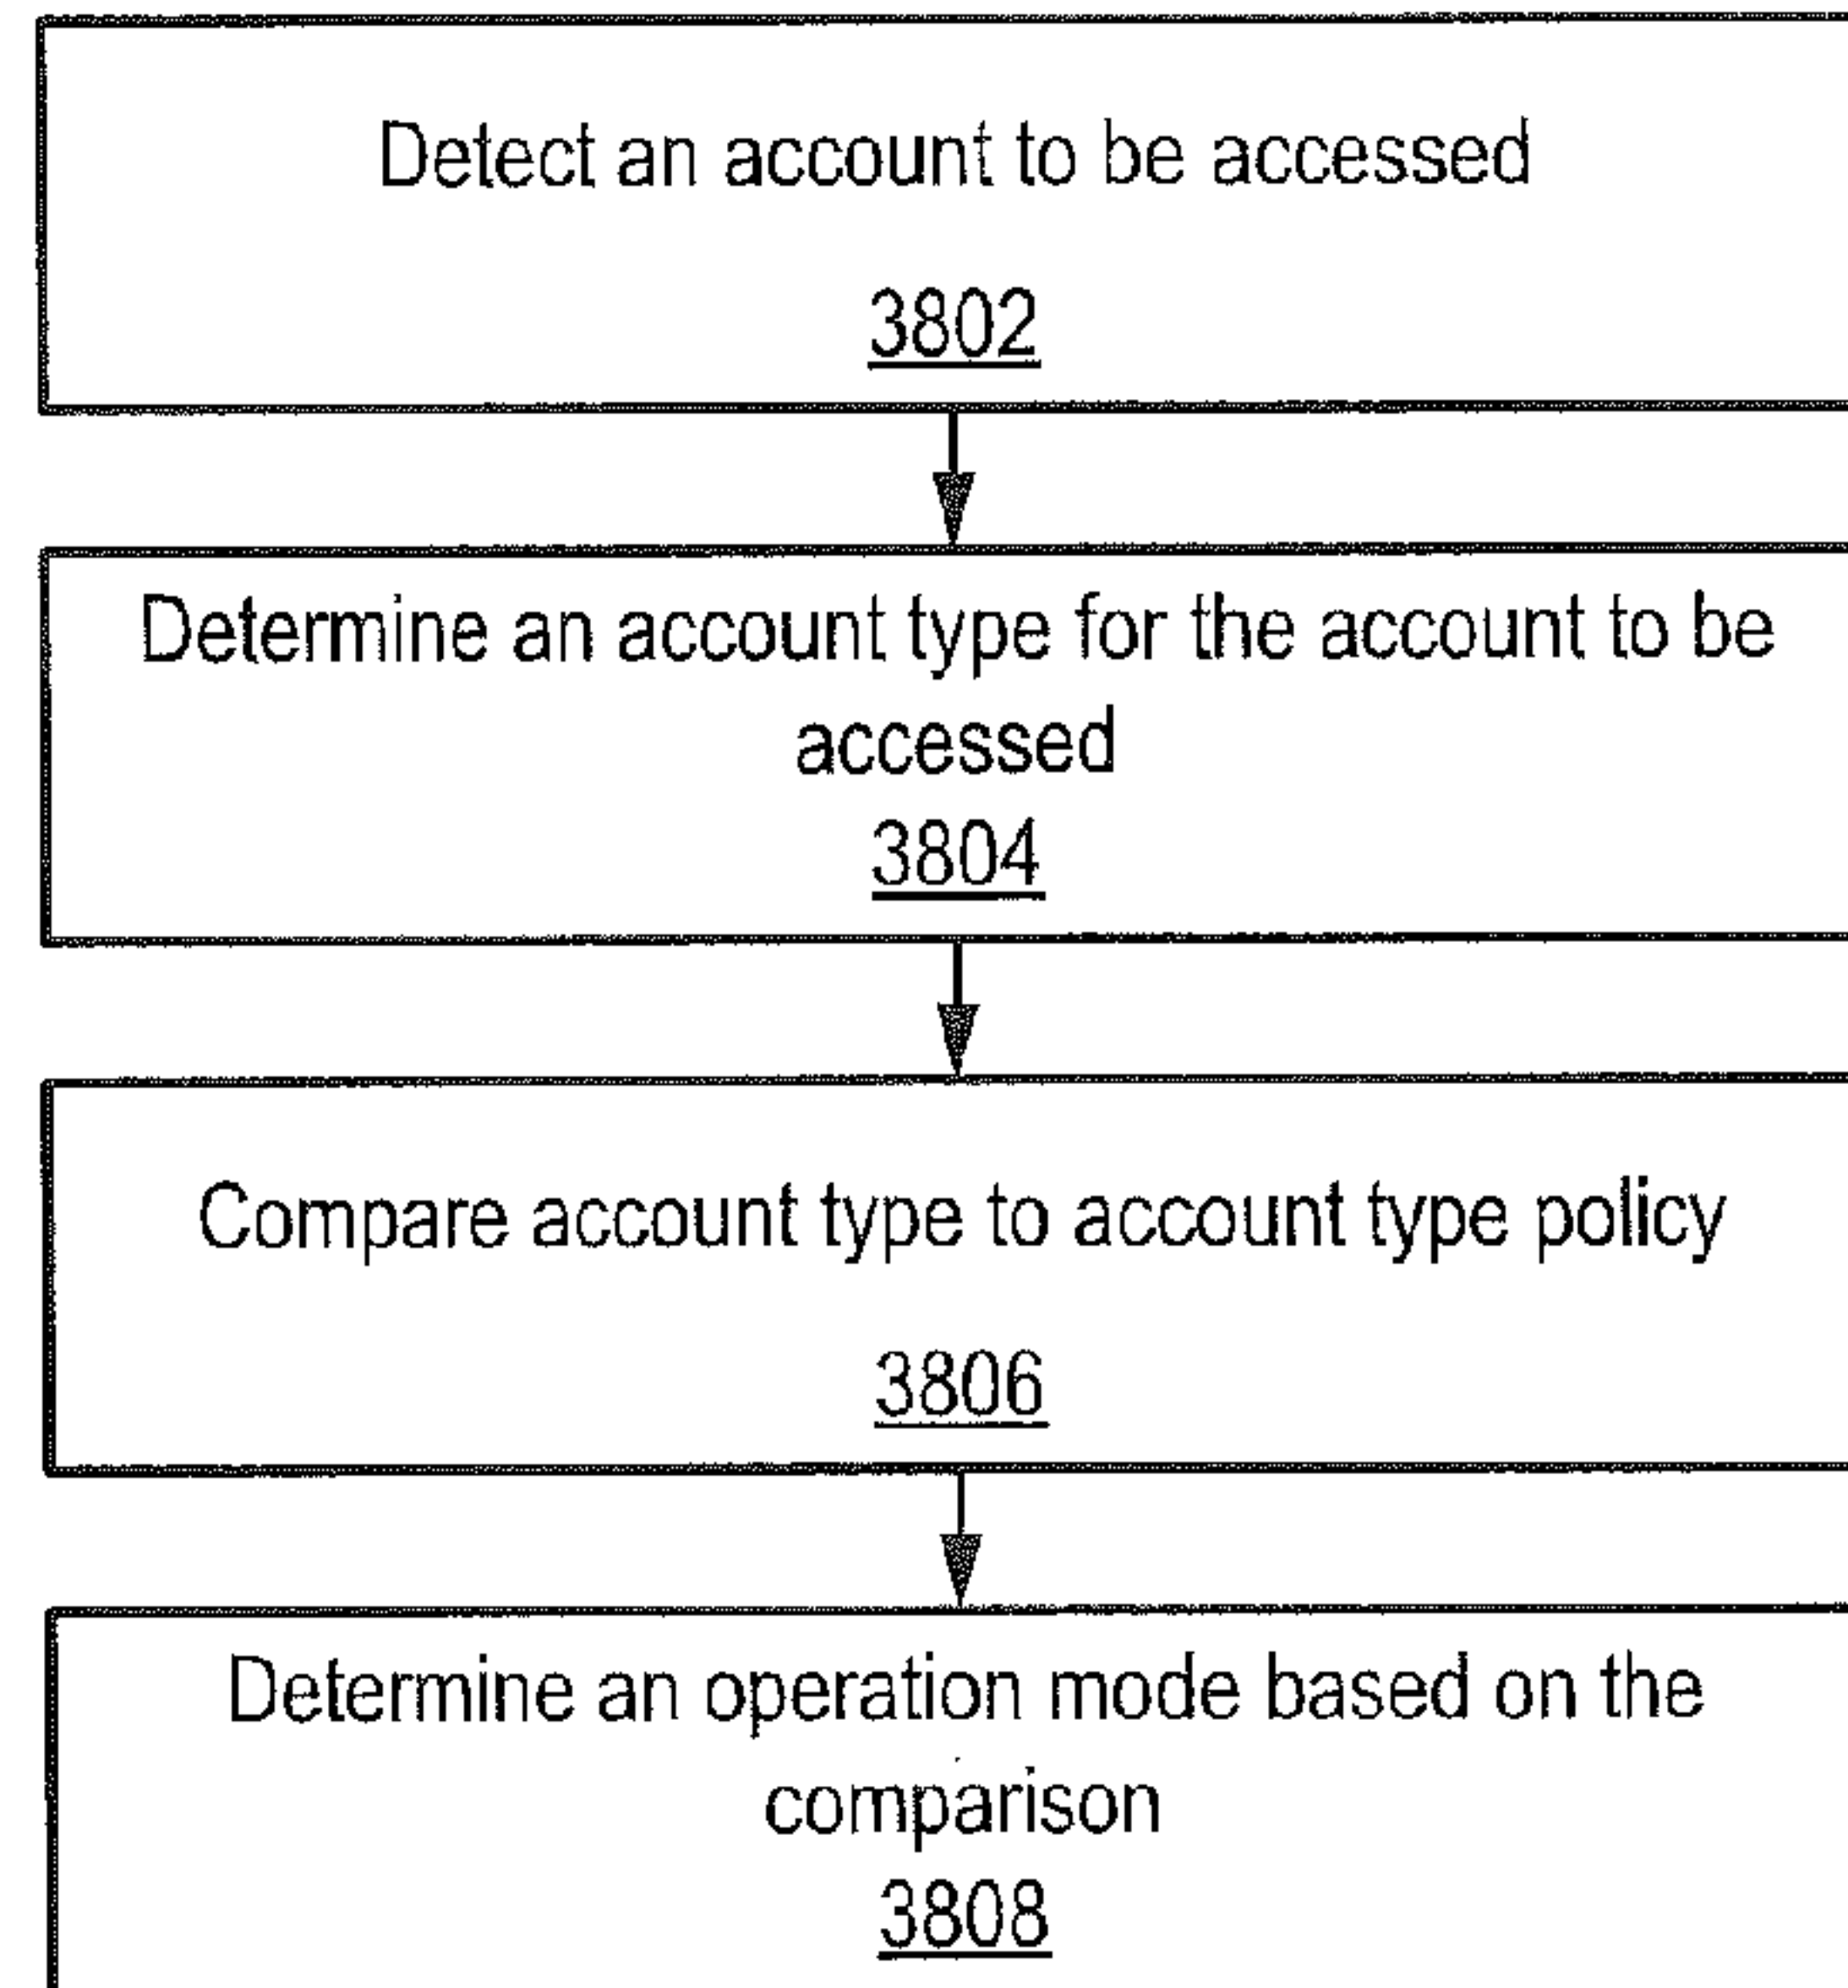 Detect an account to be accessed
3802
Determine an account type for the account to be
accessed
3804
Compare account type to account type policy
3806
Determine an operation mode based on the
comparison
3808